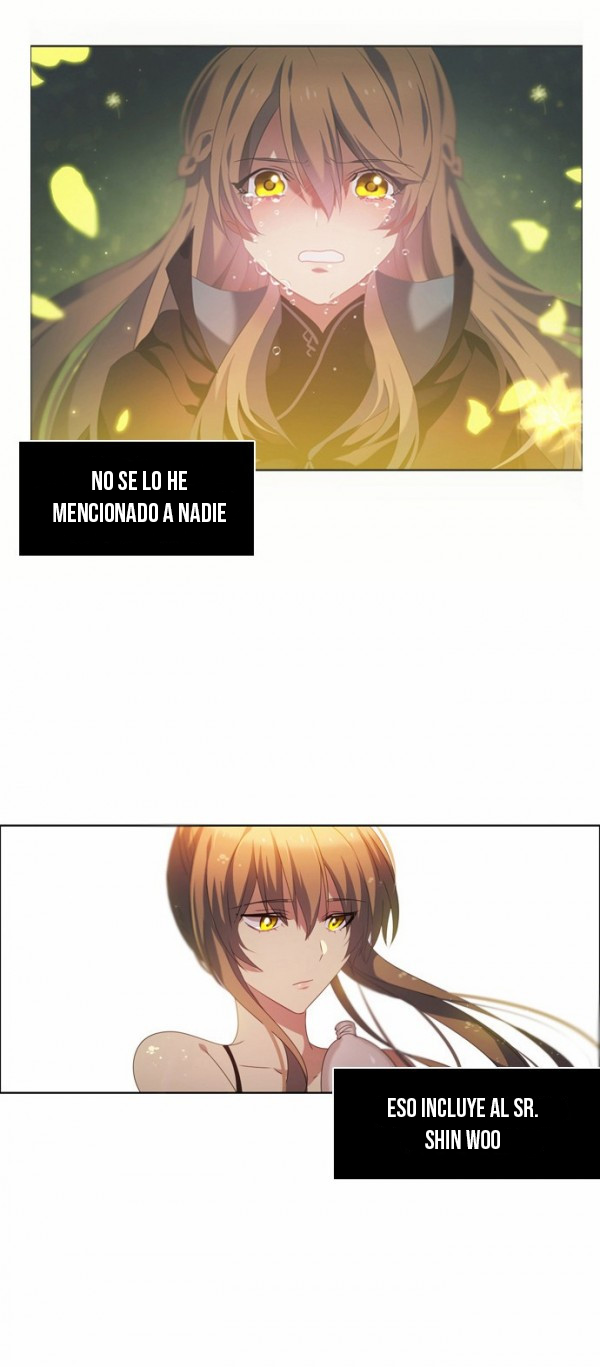 NO SE LO HE
MENCIONADO A NADIE
ESO INCLUYE AL SR.
SHIN WOO